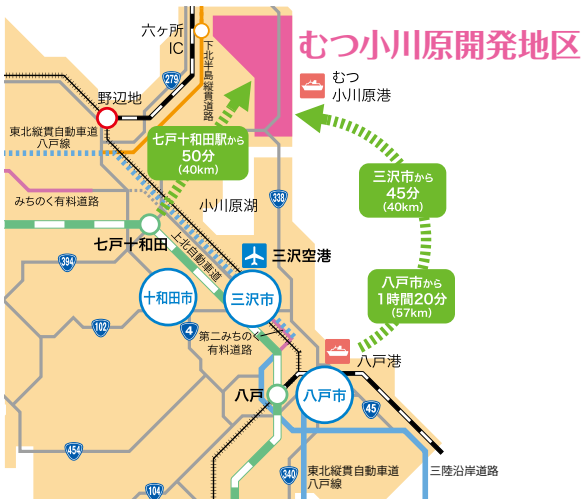 六ヶ所
IC
下北半島縦貫道路
むつ小川原開発地区
279
むつ
小川原港
野辺地
東北縦貫自動車道
八戸線
七戸十和田駅から
50分
(40km)
三沢市から
45分
(40km)
みちのく有料道路
小川原湖
338
七戸十和田
上北自動車道
三沢空港
394
八戸市から
1時間20分
(57km)
十和田市
三沢市
102
4
第二みちのく
有料道路
八戸港
八戸
八戸市
45
454
340
東北縦貫自動車道
八戸線
三陸沿岸道路
104